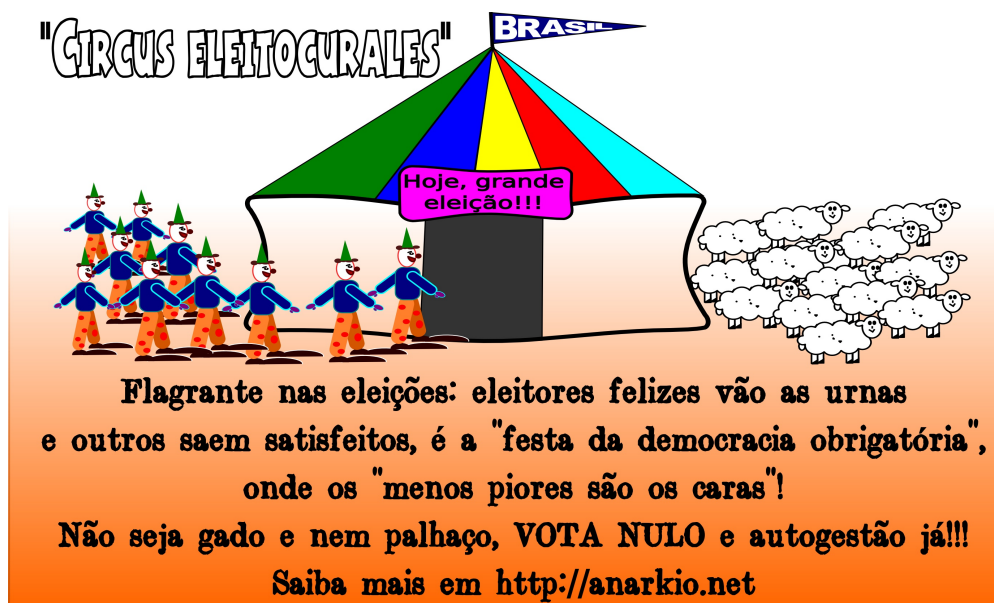 "CIRCUS ELEITOCURALES"
BRASIL
Hoje, grande
eleição!!!
Flagrante nas eleições: eleitores felizes vão as urnas
e outros saem satisfeitos, é a "festa da democracia obrigatória",
onde os "menos piores são os caras"!
Não seja gado e nem palhaço, VOTA NULO e autogestão já!!!
Saiba mais em http://anarkio.net